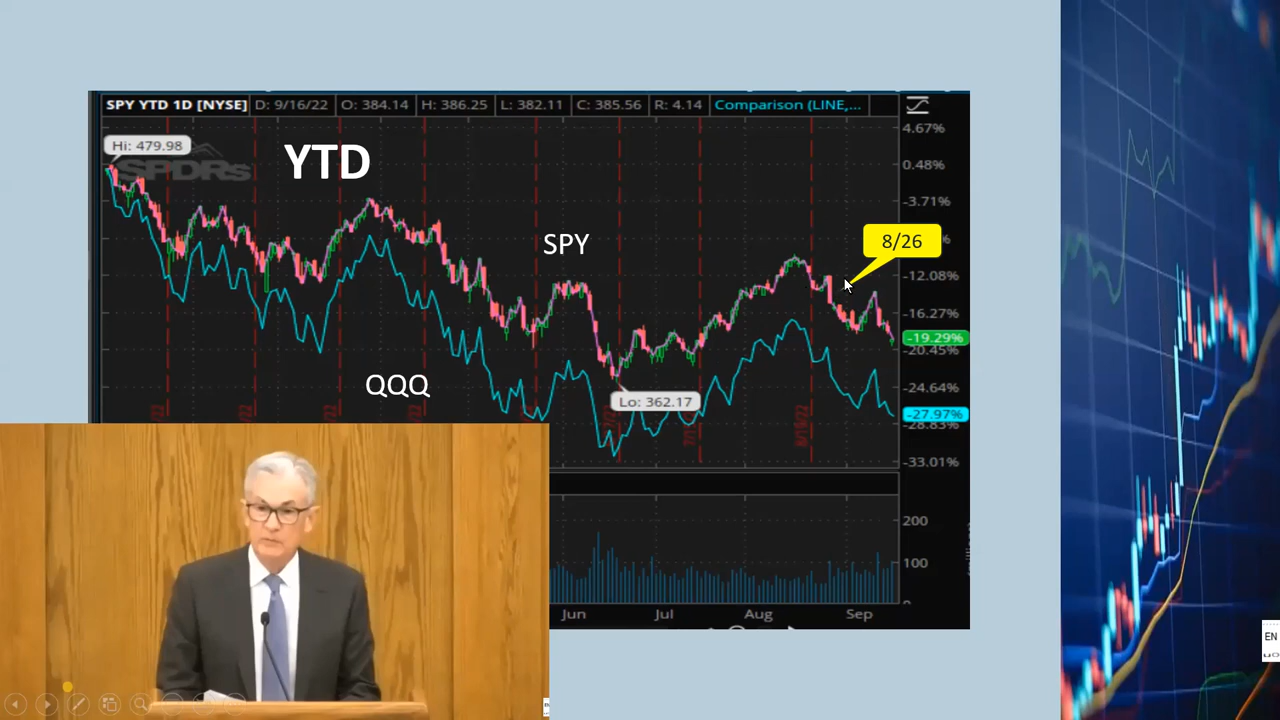 SPY YTD 1D [NYSE] D: 9/16/22 O: 384.14 H: 386.25 L: 382.11 C: 385.56 R: 4.14 Comparison (LINE,...
4.67%
Hi: 479.98
YTD
SPDRs
0.48%
-3.71%
SPY
8/26
-12.08%
-16.27%
-19.29%
-20.45%
QQQ
-24.64%
Lo: 362.17
-27.97%
-28.83%
-33.01%
200
100
0
Jun Jul Aug Sep
EN